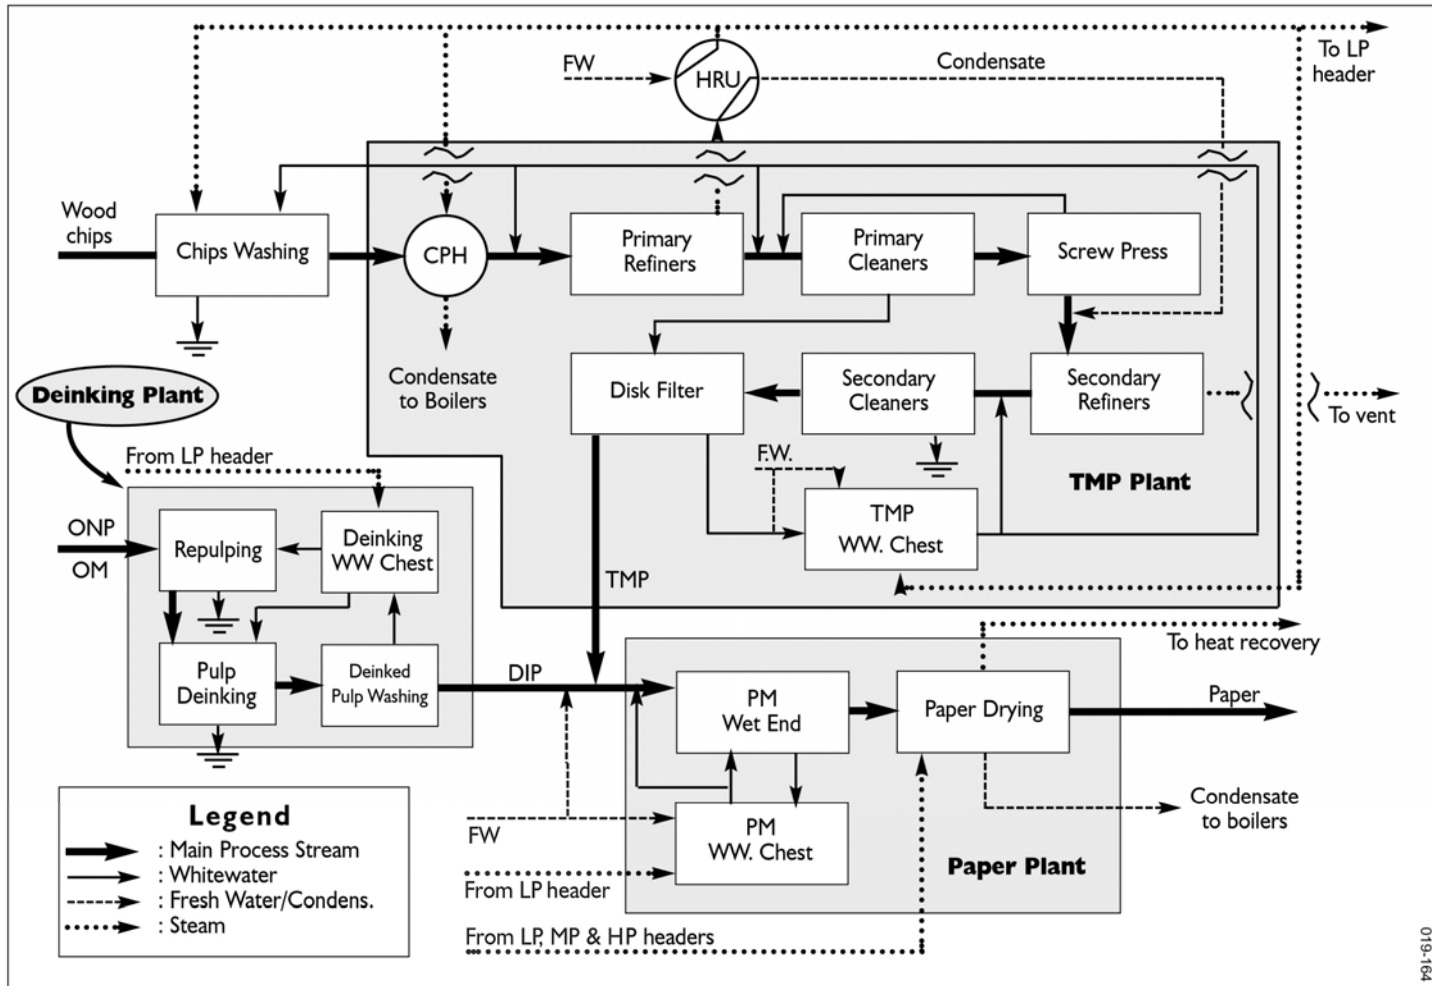 To LP
header
FW
HRU
Condensate
Wood
chips
Chips Washing
CPH
Primary
Refiners
Primary
Cleaners
Screw Press
Condensate
to Boilers
Disk Filter
Secondary
Cleaners
Secondary
Refiners
To vent
Deinking Plant
From LP header
F.W.
TMP Plant
TMP
WW. Chest
ONP
OM
Repulping
Deinking
WW Chest
TMP
Pulp
Deinking
Deinked
Pulp Washing
DIP
PM
Wet End
Paper Drying
To heat recovery
Paper
FW
PM
WW. Chest
Condensate
to boilers
Paper Plant
From LP header
From LP, MP & HP headers
Legend
: Main Process Stream
: Whitewater
: Fresh Water/Condens.
: Steam
019-164